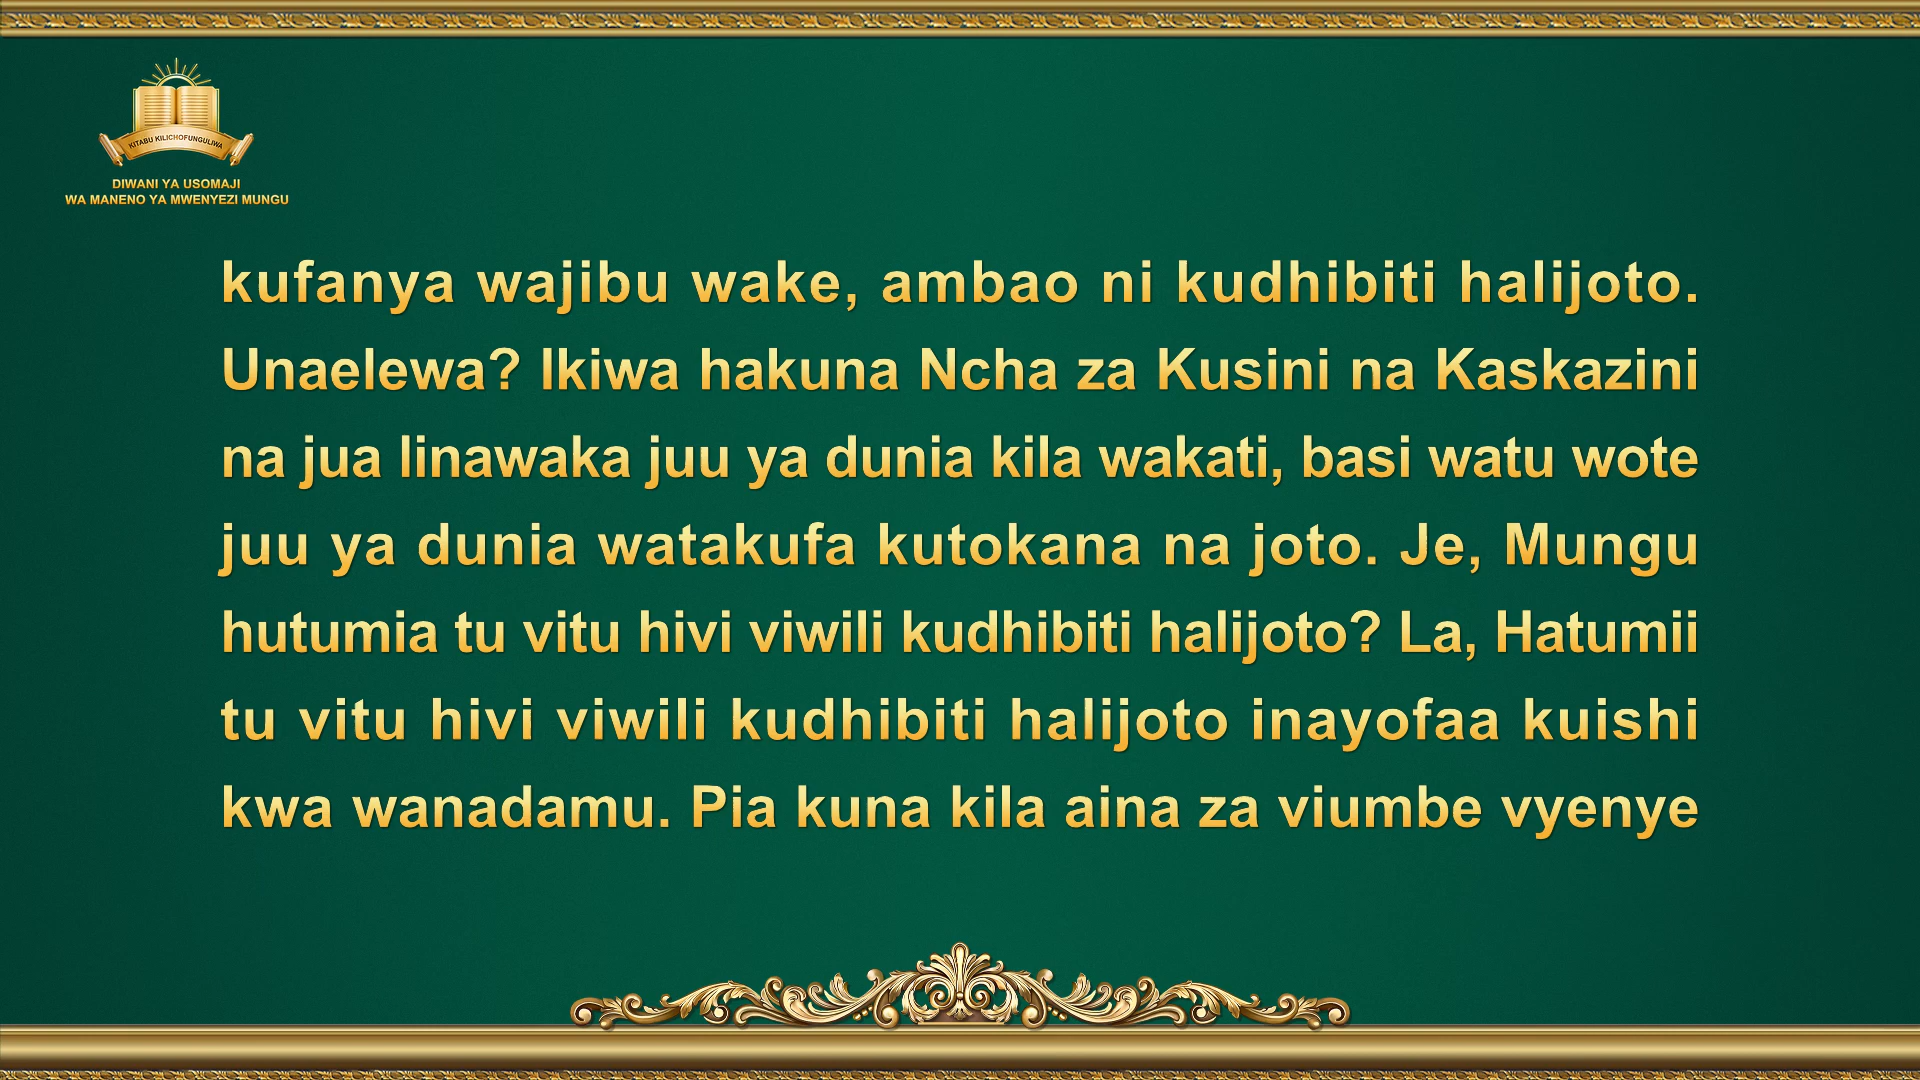 KITABU KILICHOFUNGULIWA
DIWANI YA USOMAJI
WA MANENO YA MWENYEZI MUNGU
kufanya wajibu wake, ambao ni kudhibiti halijoto.
Unaelewa? Ikiwa hakuna Ncha za Kusini na Kaskazini
na jua linawaka juu ya dunia kila wakati, basi watu wote
juu ya dunia watakufa kutokana na joto. Je, Mungu
hutumia tu vitu hivi viwili kudhibiti halijoto? La, Hatumii
tu vitu hivi viwili kudhibiti halijoto inayofaa kuishi
kwa wanadamu. Pia kuna kila aina za viumbe vyenye